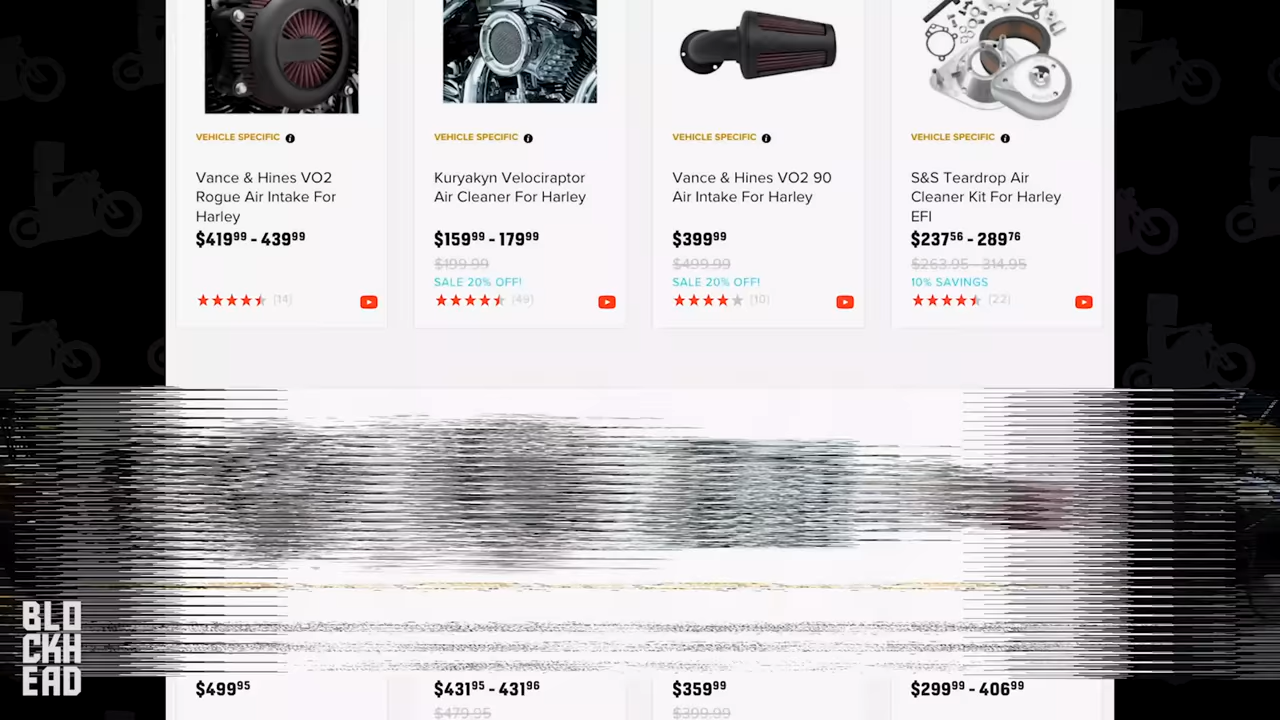 VEHICLE SPECIFIC
VEHICLE SPECIFIC
VEHICLE SPECIFIC
VEHICLE SPECIFIC
Vance & Hines VO2
Rogue Air Intake For
Harley
$419.99 - 439.99
(14)
Kuryakyn Velociraptor
Air Cleaner For Harley
$159.99 - 179.99
$199.99
SALE 20% OFF!
(49)
Vance & Hines VO2 90
Air Intake For Harley
$399.99
$499.99
SALE 20% OFF!
(10)
S&S Teardrop Air
Cleaner Kit For Harley
EFI
$237.56 - 289.76
$263.95 - 314.95
10% SAVINGS
(22)
BLO
CKH
EAD
$499.95
$431.95 - 431.96
$479.95
$359.99
$399.99
$299.99 - 406.99